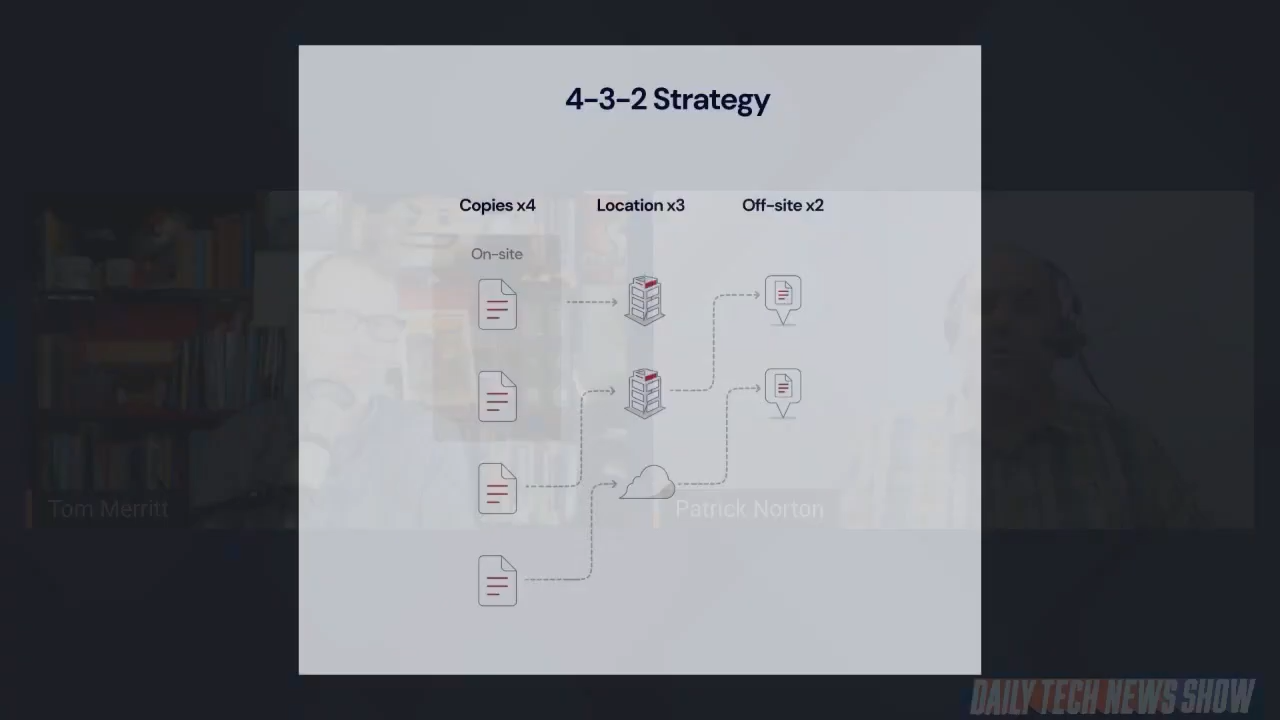 4-3-2 Strategy
Copies x4 Location x3 Off-site x2
On-site
Tom Merritt Patrick Norton
DAILY TECH NEWS SHOW